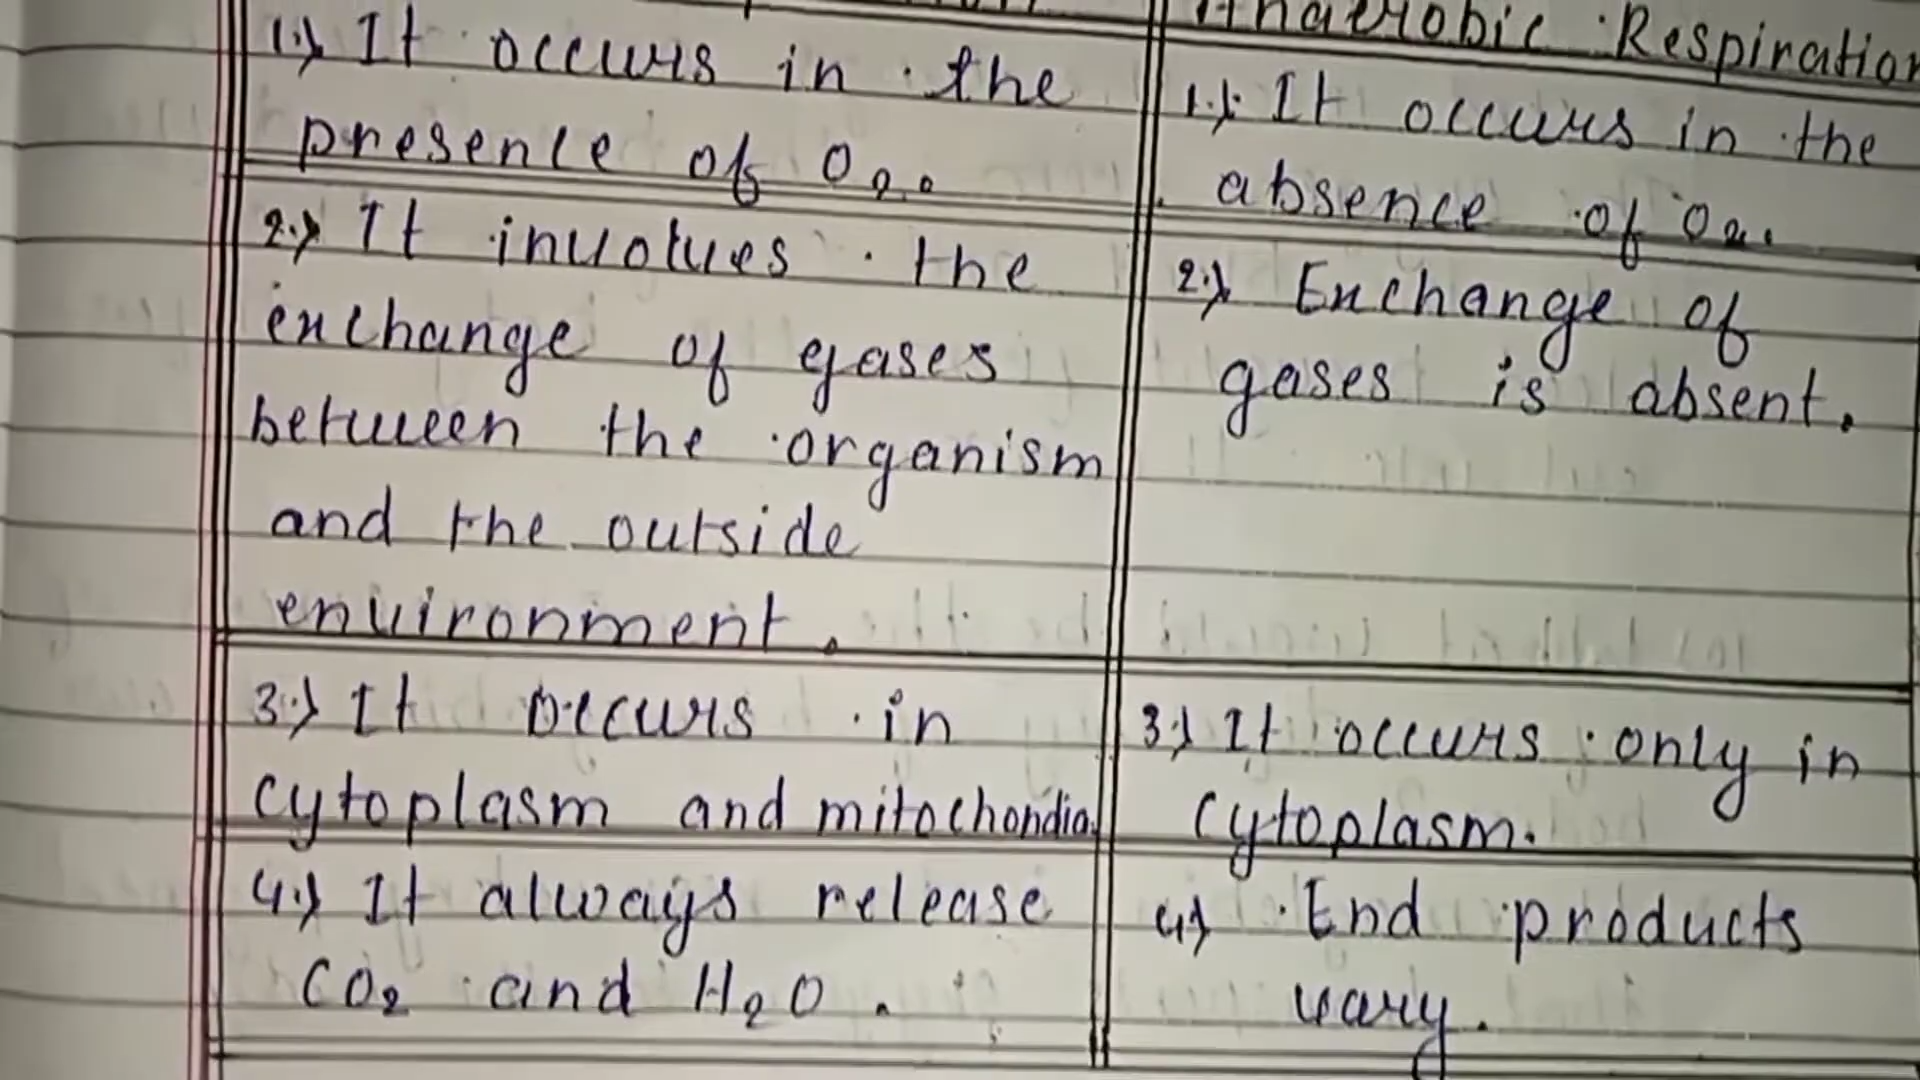 Anaerobic Respiration
1.) It occurs in the
presence of O2.
1.) It occurs in the
absence of O2.
2.) It involves the
exchange of gases
between the organism
and the outside
environment.
2.) Exchange of
gases is absent.
3.) It occurs in
cytoplasm and mitochondia
3.) It occurs only in
Cytoplasm.
4.) It always release
CO2 and H2O.
4.) End products
vary.